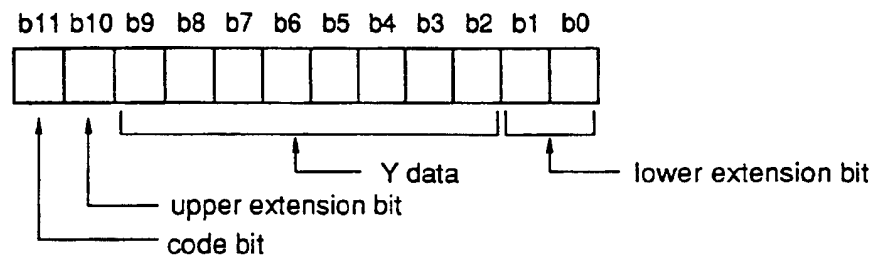 b11 b10 b9 b8 b7 b6 b5 b4 b3 b2 b1 b0
Y data
lower extension bit
upper extension bit
code bit